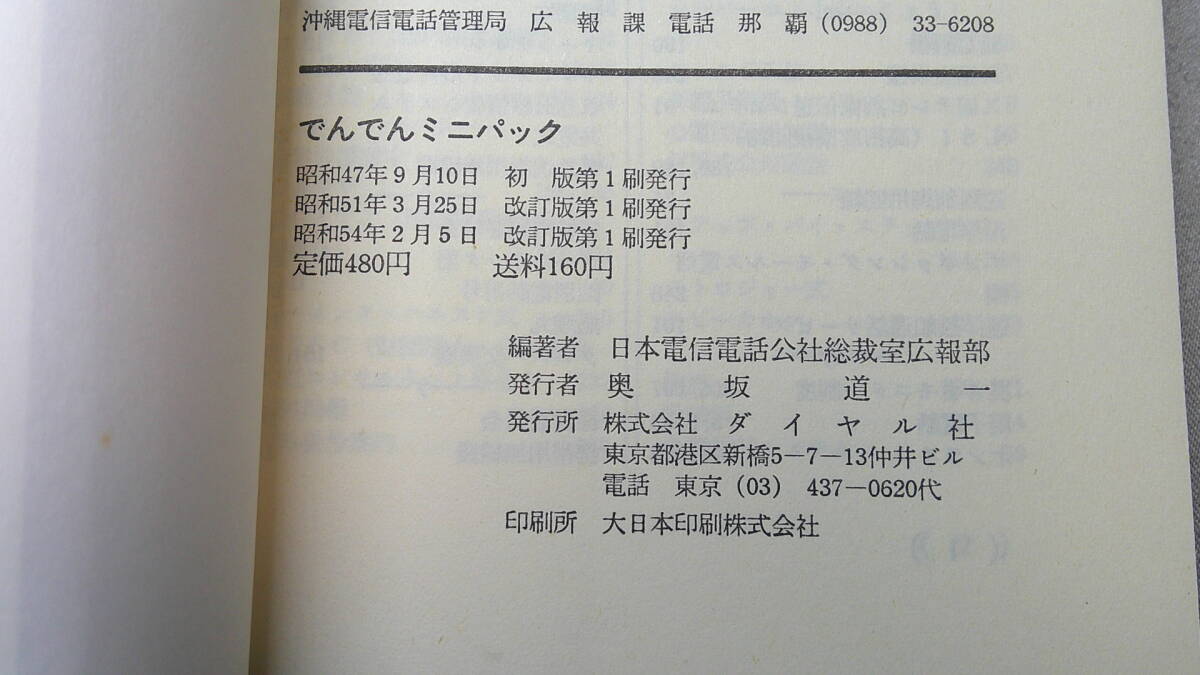 沖縄電信電話管理局 広報課 電話 那覇(0988) 33-6208
でんでんミニパック
昭和47年9月10日 初 版第1刷発行
昭和51年3月25日 改訂版第1刷発行
昭和54年2月5日 改訂版第1刷発行
定価480円 送料160円
編著者 日本電信電話公社総裁室広報部
発行者 奥坂道一
発行所 株式会社 ダイヤル社
東京都港区新橋5-7-13仲井ビル
電話 東京(03) 437-0620代
印刷所 大日本印刷株式会社